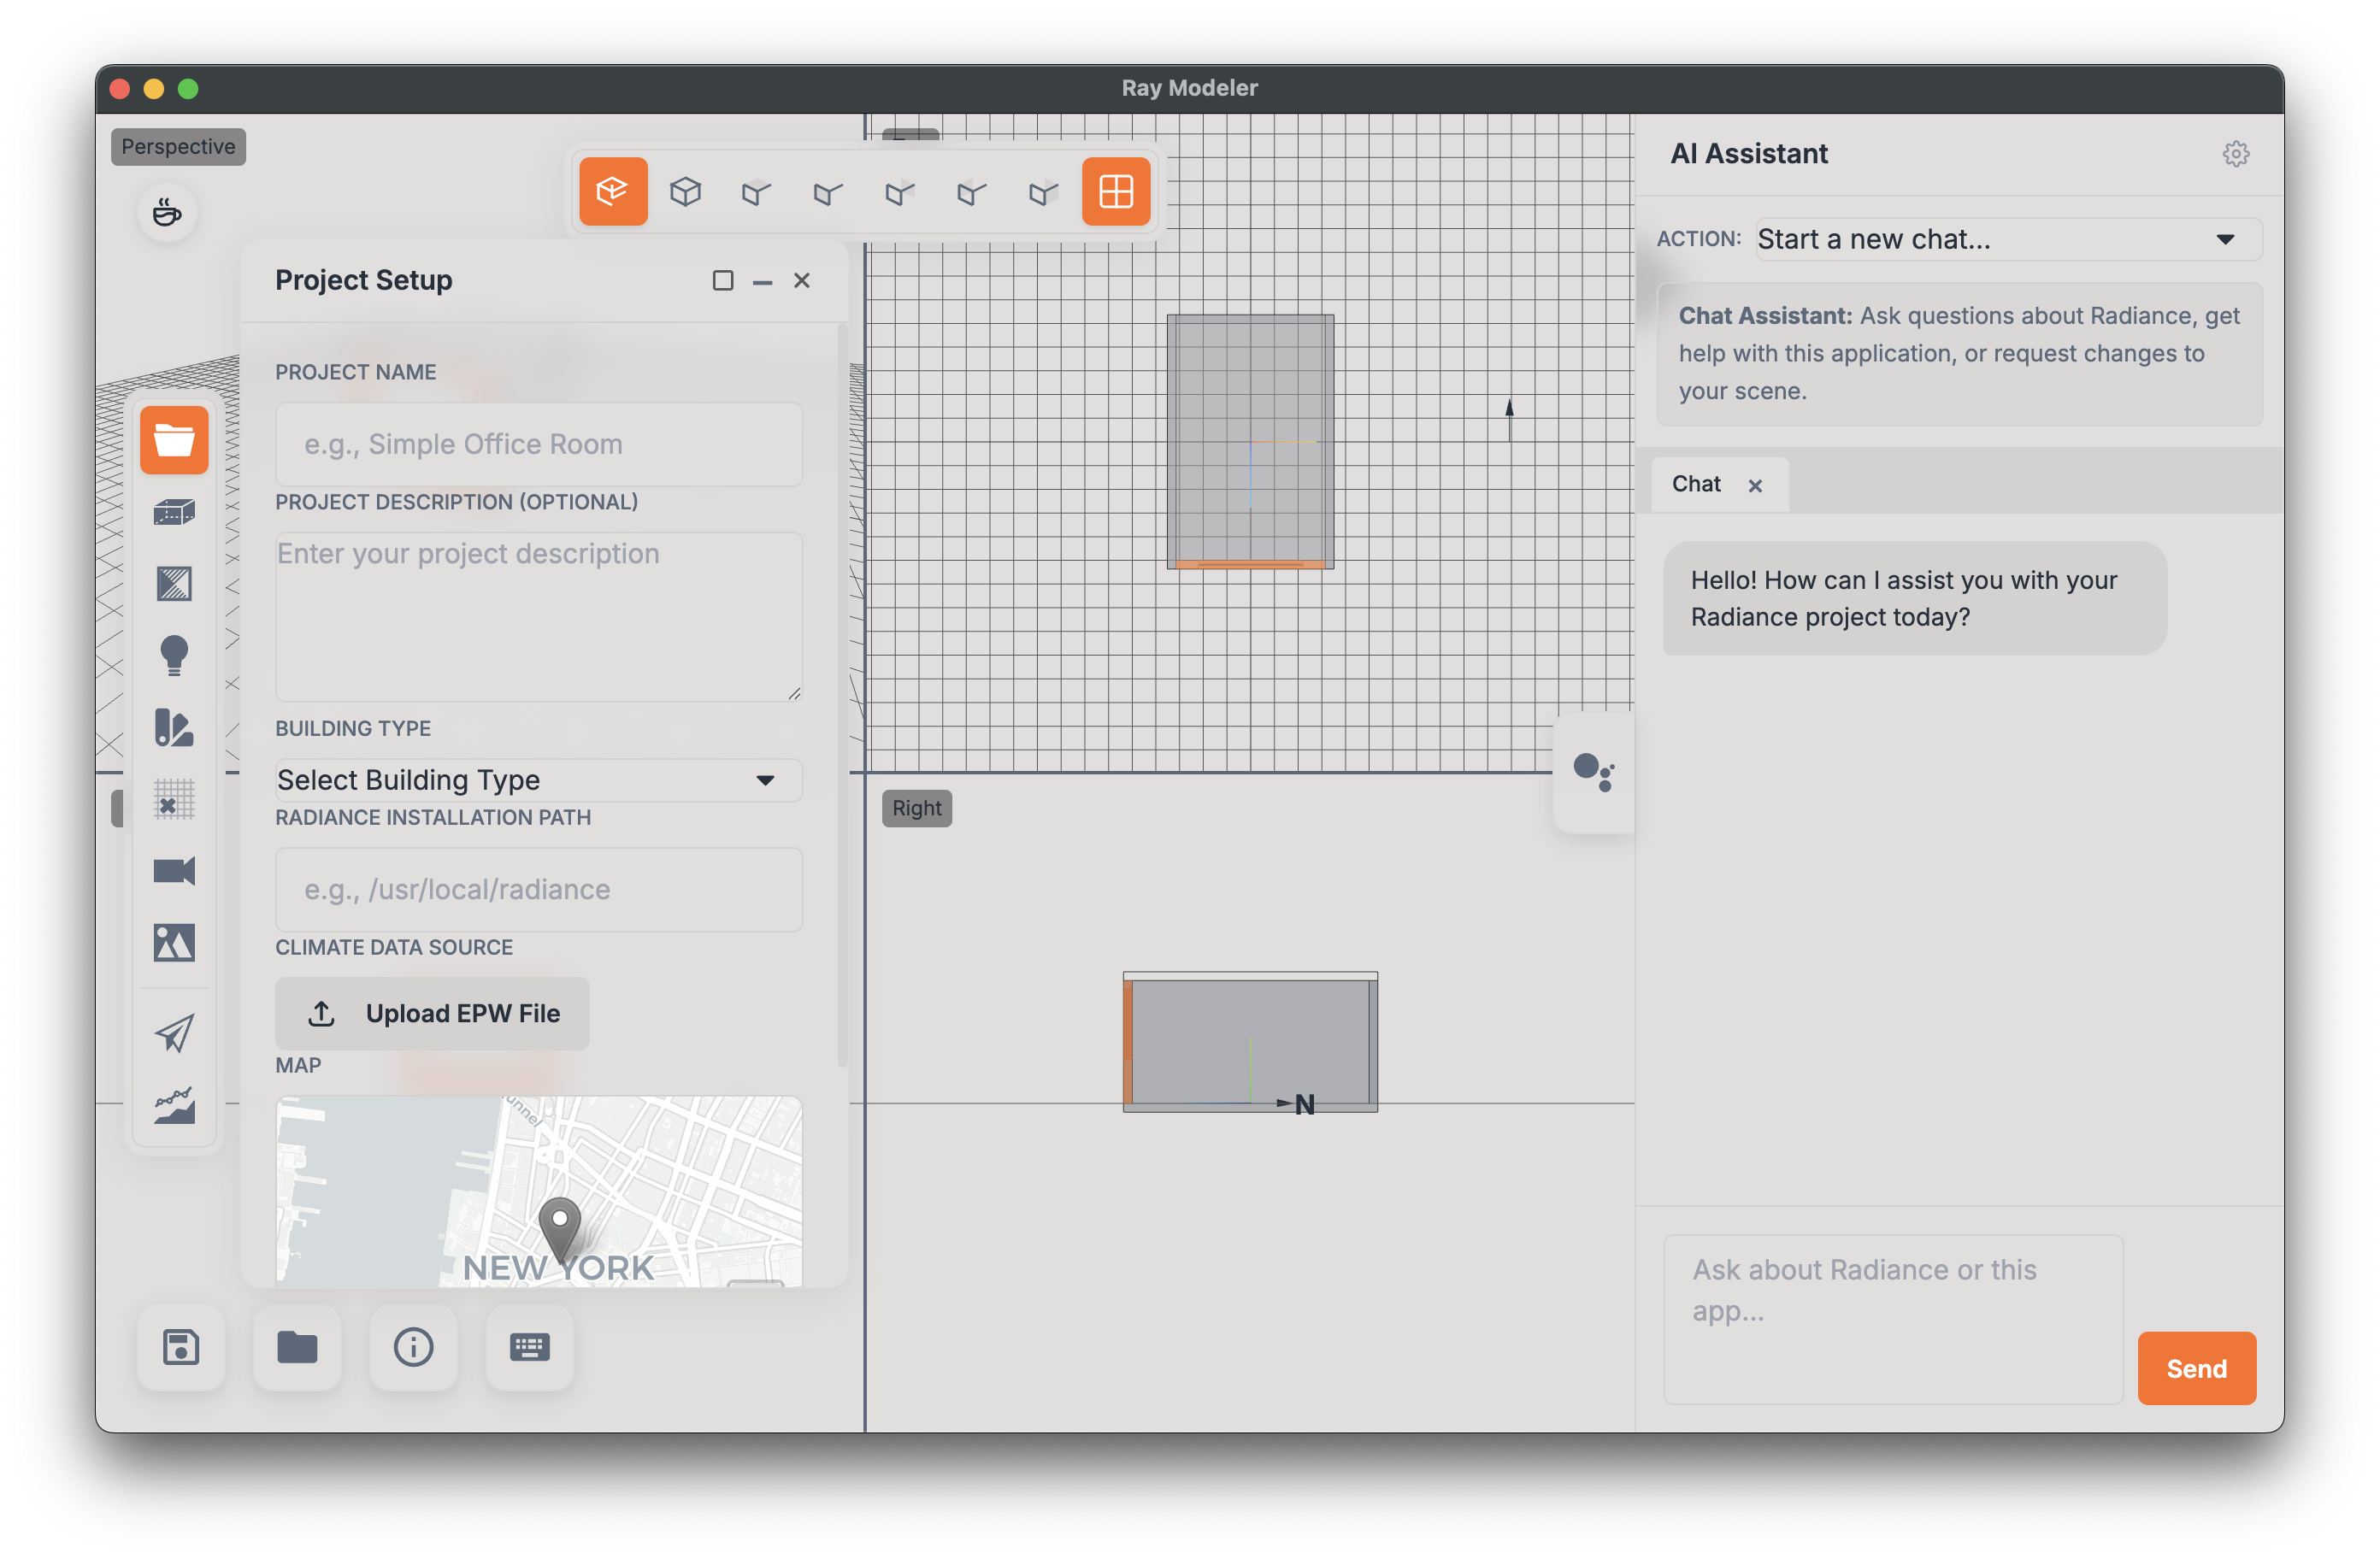 Ray Modeler
Perspective
Project Setup
PROJECT NAME
e.g., Simple Office Room
PROJECT DESCRIPTION (OPTIONAL)
Enter your project description
BUILDING TYPE
Select Building Type
RADIANCE INSTALLATION PATH
e.g., /usr/local/radiance
CLIMATE DATA SOURCE
Upload EPW File
MAP
NEW YORK
Right
N
AI Assistant
ACTION:
Start a new chat...
Chat Assistant: Ask questions about Radiance, get
help with this application, or request changes to
your scene.
Chat
Hello! How can I assist you with your
Radiance project today?
Ask about Radiance or this
app...
Send